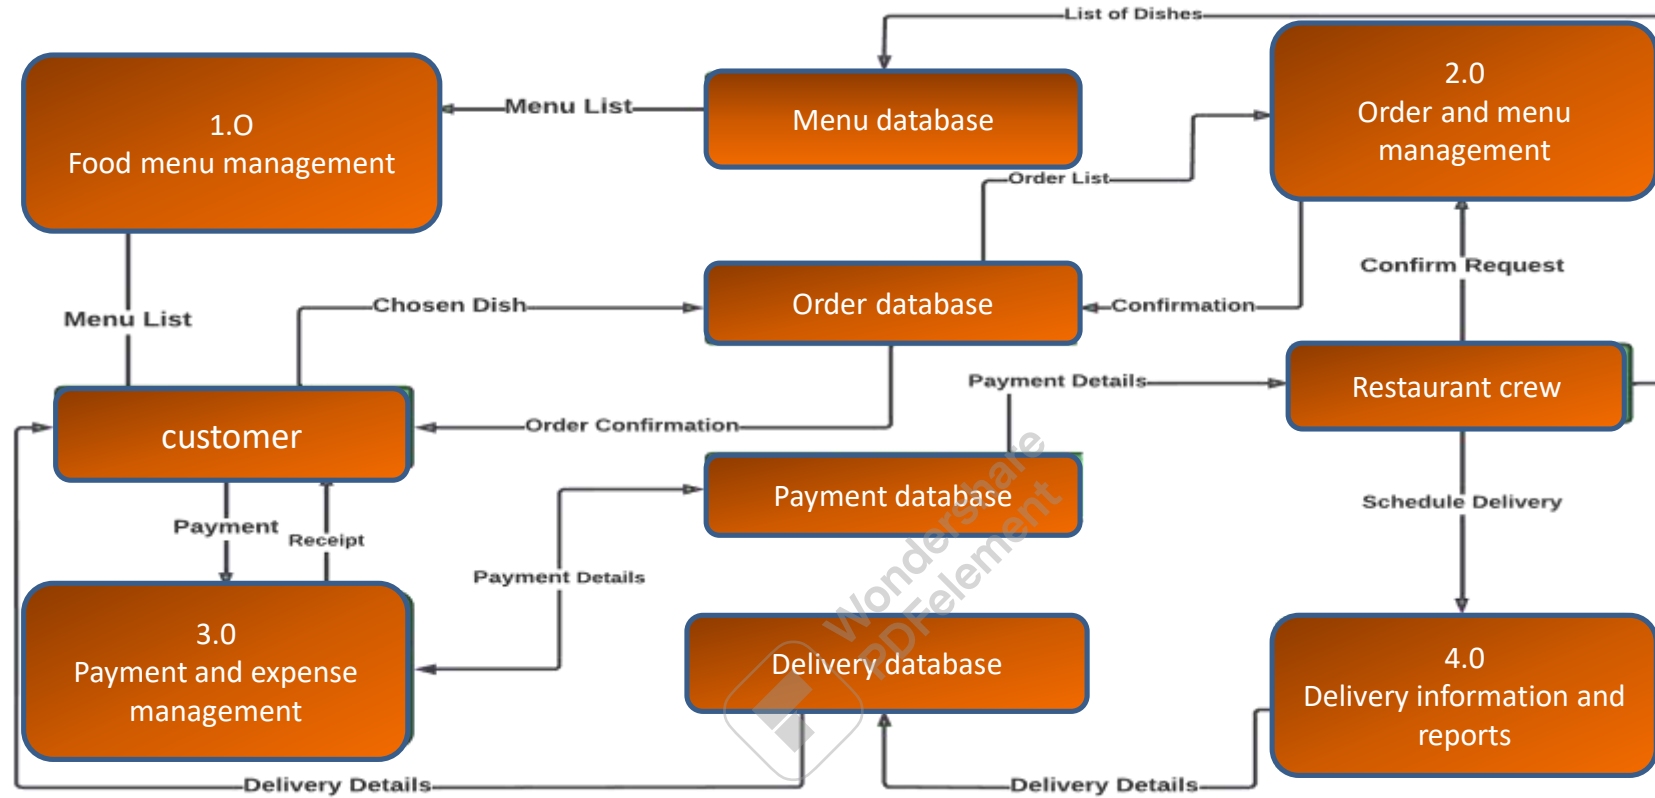 List of Dishes
1.O
Food menu management
Menu List
Menu database
2.0
Order and menu
management
Order List
Confirm Request
Menu List
Chosen Dish
Order database
Confirmation
Payment Details
Restaurant crew
customer
Order Confirmation
Payment database
Schedule Delivery
Payment
Receipt
Payment Details
Wondershare
PDFelement
3.0
Payment and expense
management
Delivery database
4.0
Delivery information and
reports
Delivery Details
Delivery Details